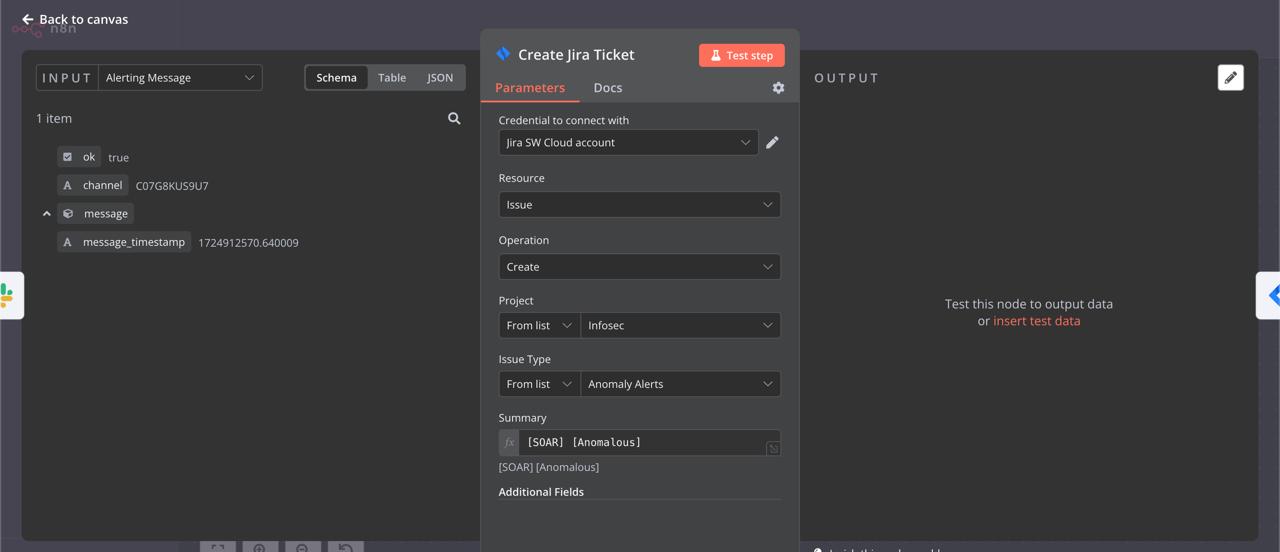 Back to canvas
n8n
INPUT
Alerting Message
Schema
Table
JSON
1 item
ok
true
A
channel
C07G8KUS9U7
message
A
message_timestamp
1724912570.640009
Create Jira Ticket
Test step
Parameters
Docs
Credential to connect with
Jira SW Cloud account
Resource
Issue
Operation
Create
Project
From list
Infosec
Issue Type
From list
Anomaly Alerts
Summary
fx
[SOAR] [Anomalous]
[SOAR] [Anomalous]
Additional Fields
OUTPUT
Test this node to output data
or insert test data